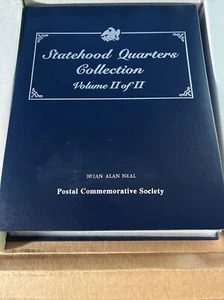 Statehood Quarters
Collection
Volume II of II
BRIAN ALAN NEAL
Postal Commemorative Society